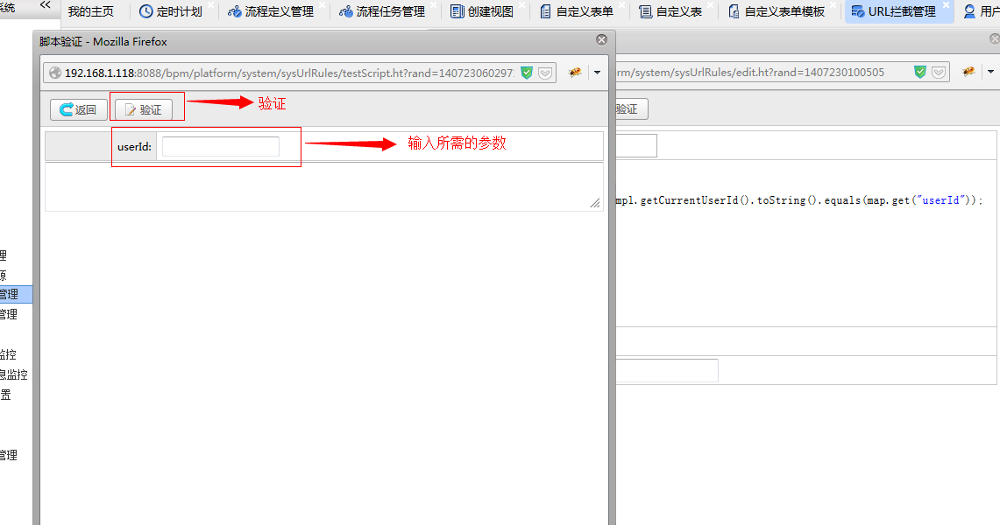 系统
我的主页 定时计划 流程定义管理 流程任务管理 创建视图 自定义表单 自定义表 自定义表单模板 URL拦截管理 用户
脚本验证 - Mozilla Firefox
192.168.1.118:8088/bpm/platform/system/sysUrlRules/testScript.ht?rand=140723060297
rm/system/sysUrlRules/edit.ht?rand=1407230100505
返回 验证 验证
验证
userId: 输入所需的参数
mpl.getCurrentUserId().toString().equals(map.get("userId"));
理
源
管理
管理
监控
息监控
置
管理